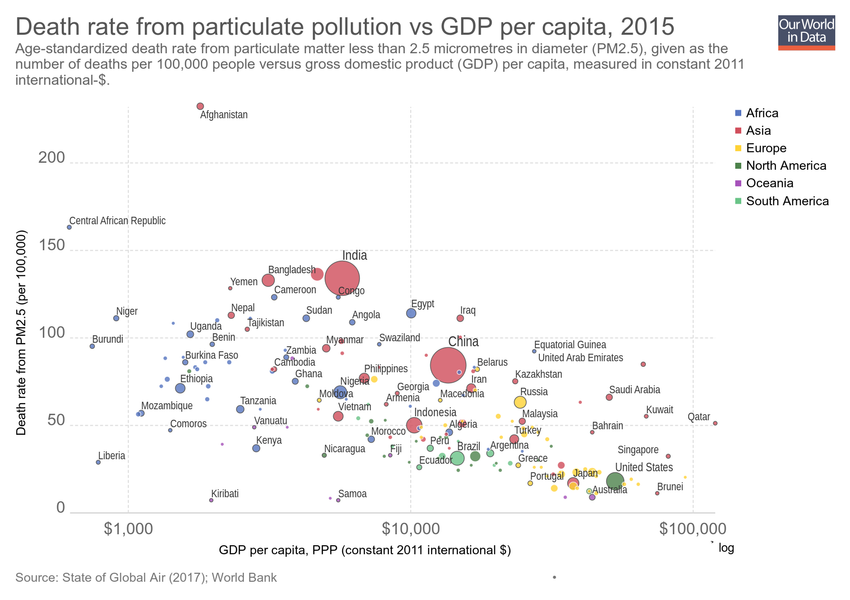 Death rate from particulate pollution vs GDP per capita, 2015
Our World
in Data
Age-standardized death rate from particulate matter less than 2.5 micrometres in diameter (PM2.5), given as the
number of deaths per 100,000 people versus gross domestic product (GDP) per capita, measured in constant 2011
international-$.
Afghanistan
Africa
Asia
Europe
North America
Oceania
South America
200
Central African Republic
150
India
Bangladesh
Yemen
Cameroon
Congo
Niger
Nepal
Tajikistan
Sudan
Angola
Egypt
Iraq
Uganda
Benin
100
Burundi
Myanmar
Swaziland
China
Equatorial Guinea
United Arab Emirates
Burkina Faso
Zambia
Cambodia
Philippines
Belarus
Ethiopia
Ghana
Nigeria
Georgia
Iran
Kazakhstan
Moldova
Armenia
Macedonia
Russia
Saudi Arabia
Mozambique
Tanzania
Vietnam
Indonesia
Malaysia
Kuwait
Qatar
50
Comoros
Vanuatu
Morocco
Algeria
Turkey
Bahrain
Kenya
Nicaragua
Fiji
Peru
Brazil
Argentina
Liberia
Ecuador
Greece
Singapore
Portugal
Japan
United States
Kiribati
Samoa
Australia
Brunei
0
$1,000
$10,000
$100,000
GDP per capita, PPP (constant 2011 international $)
log
Death rate from PM2.5 (per 100,000)
Source: State of Global Air (2017); World Bank